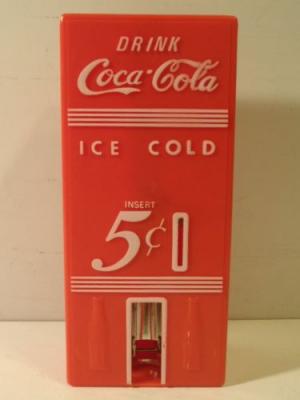 DRINK
Coca-Cola
ICE COLD
INSERT
5¢